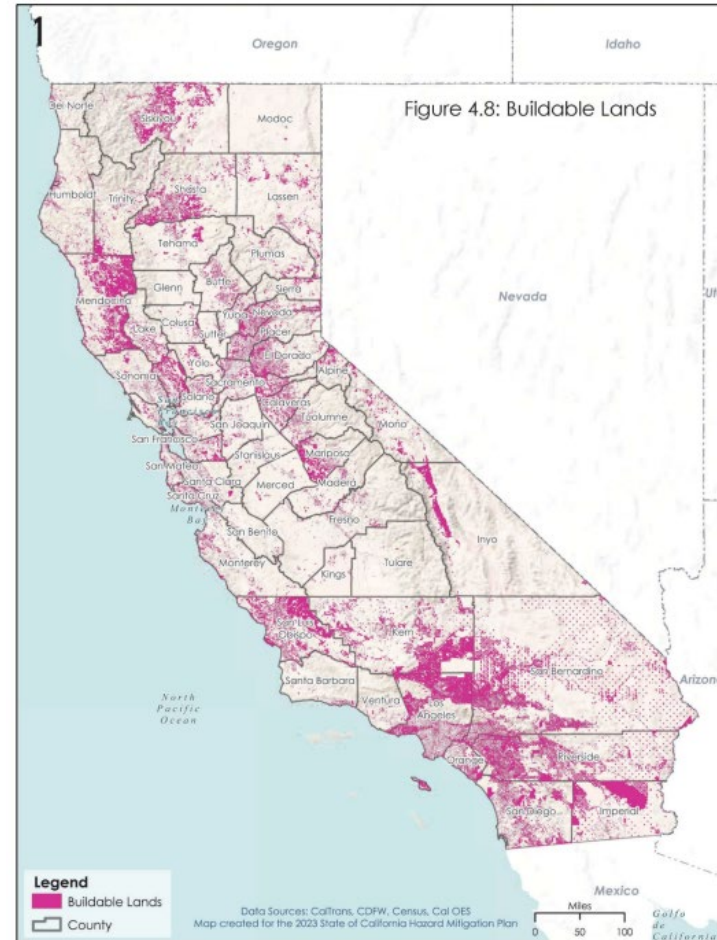 1
Oregon
Idaho
Figure 4.8: Buildable Lands
Del Norte
Siskiyou
Modoc
Humboldt
Trinity
Shasta
Lassen
Tehama
Plumas
Mendocino
Glenn
Butte
Sierra
Nevada
Lake
Colusa
Sutter
Yuba
Nevada
Placer
Yolo
El Dorado
Sonoma
Sacramento
Alpine
Solano
Calaveras
Tuolumne
Mono
San Francisco
San Joaquin
San Mateo
Stanislaus
Mariposa
Santa Clara
Merced
Madera
Santa Cruz
Monterey
Bay
Fresno
Inyo
San Benito
Monterey
Kings
Tulare
San Luis
Obispo
Kern
San Bernardino
Santa Barbara
Arizona
Ventura
Los
Angeles
North
Pacific
Ocean
Orange
Riverside
San Diego
Imperial
Legend
Buildable Lands
County
Data Sources: CalTrans, CDFW, Census, Cal OES
Map created for the 2023 State of California Hazard Mitigation Plan
Miles
0 50 100
Mexico
Golfo
de
California